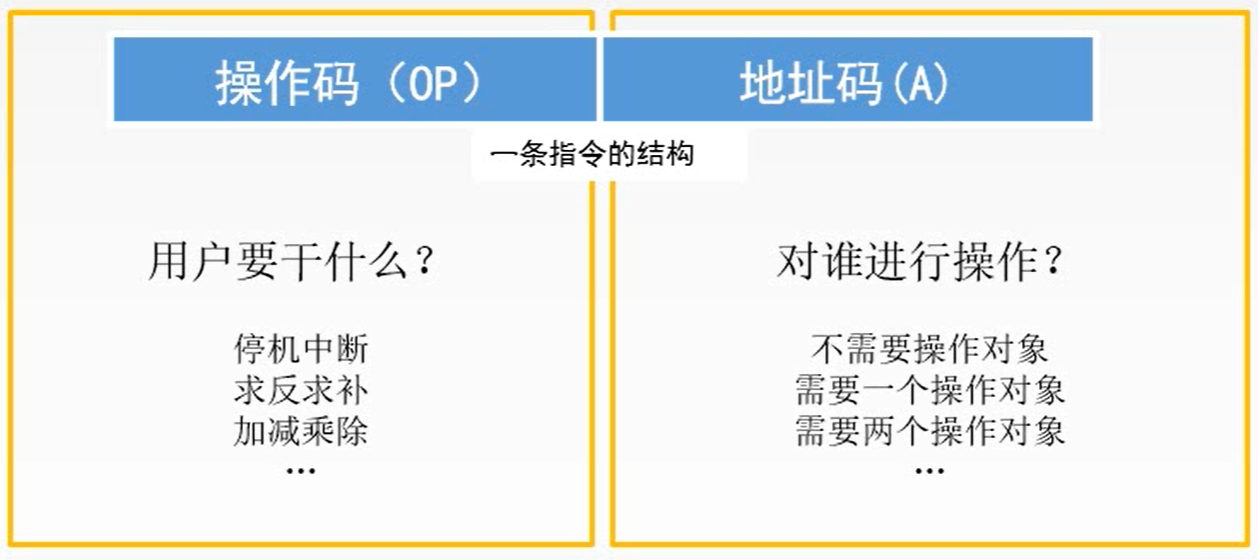 操作码（OP）
地址码(A)
一条指令的结构
用户要干什么？
停机中断
求反求补
加减乘除
…
对谁进行操作？
不需要操作对象
需要一个操作对象
需要两个操作对象
…